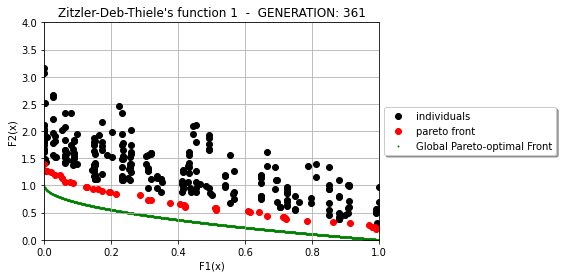 Zitzler-Deb-Thiele's function 1 - GENERATION: 361
4.0
3.5
3.0
2.5
2.0
1.5
1.0
0.5
0.0
F2(x)
0.0 0.2 0.4 0.6 0.8 1.0
F1(x)
individuals
pareto front
Global Pareto-optimal Front